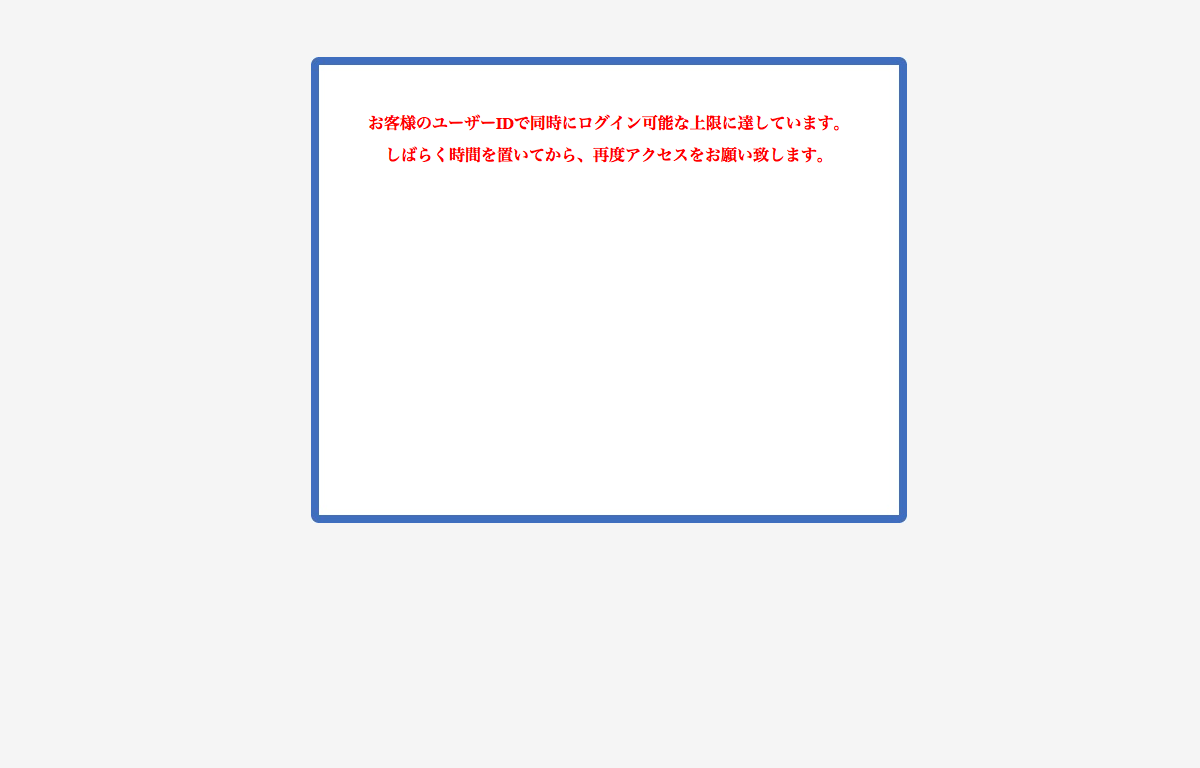 お客様のユーザーIDで同時にログイン可能な上限に達しています。
しばらく時間を置いてから、再度アクセスをお願い致します。